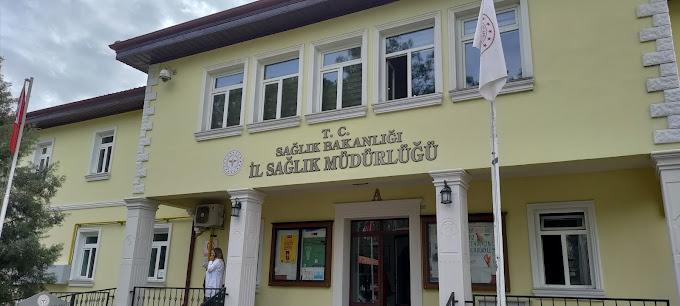 T. C.
SAĞLIK BAKANLIĞI
İL SAĞLIK MÜDÜRLÜĞÜ
A